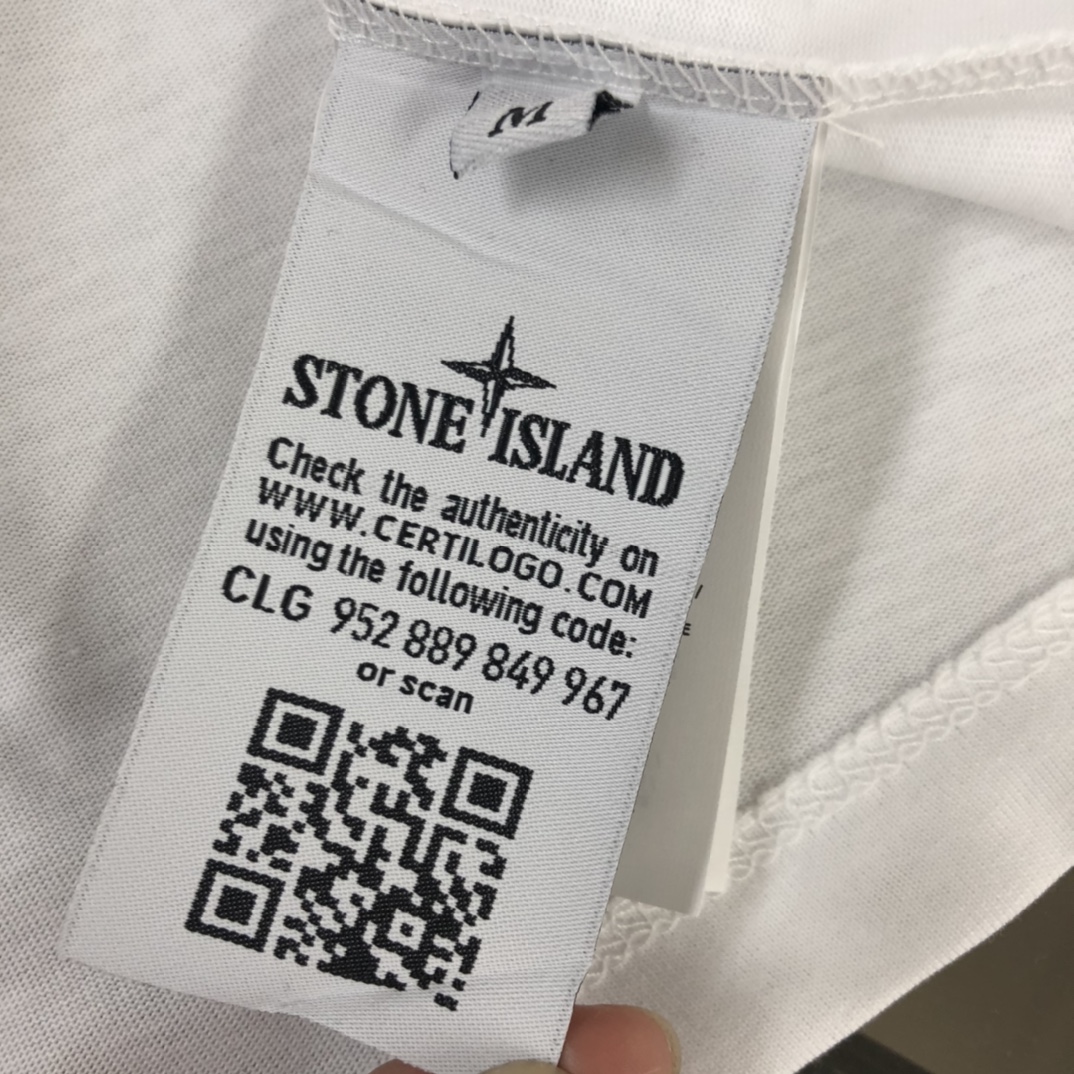 M
STONE ISLAND
Check the authenticity on
WWW.CERTILOGO.COM
using the following code:
CLG 952 889 849 967
or scan